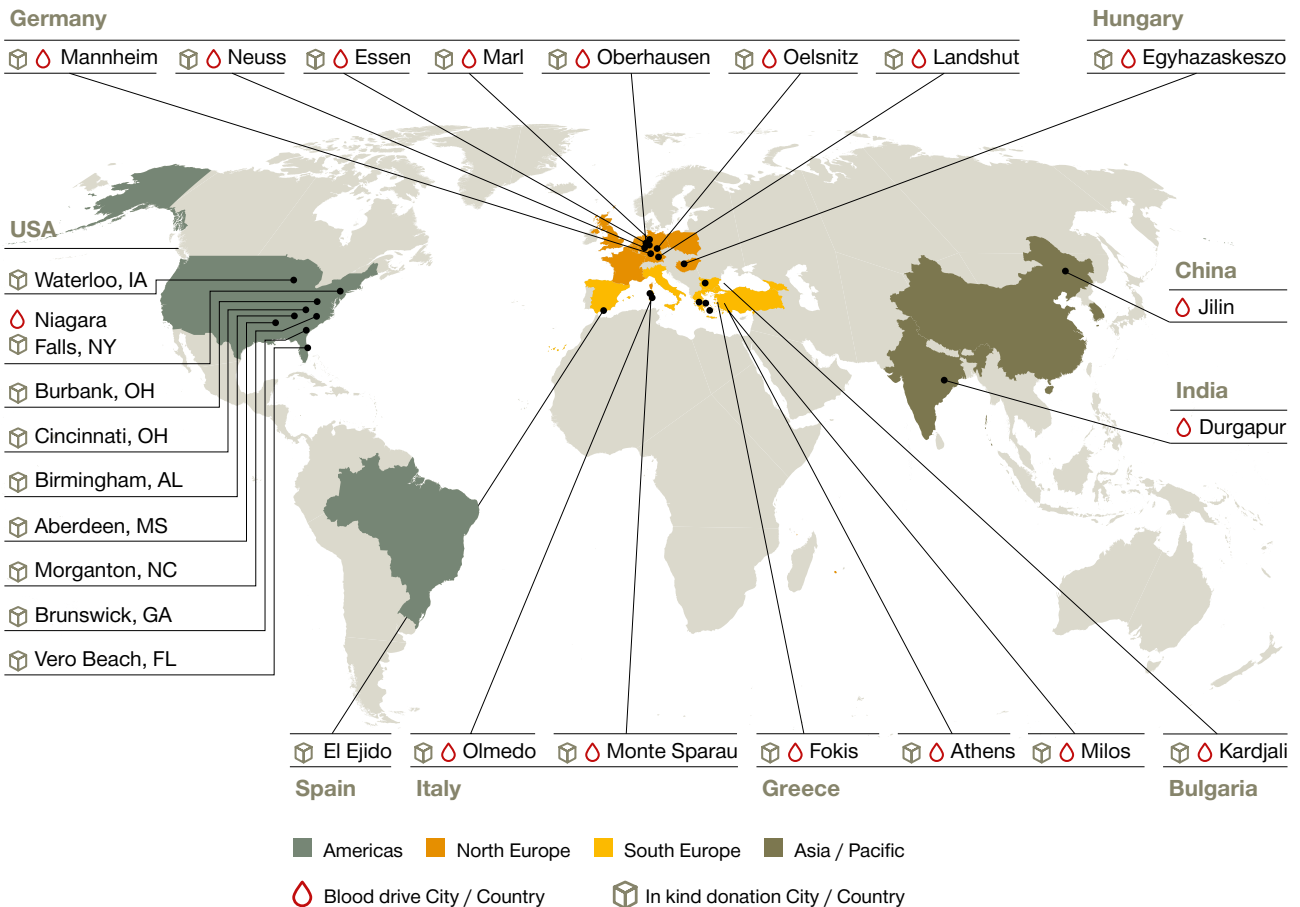 Germany
Hungary
Mannheim
Neuss
Essen
Marl
Oberhausen
Oelsnitz
Landshut
Egyhazaskeszo
USA
Waterloo, IA
Niagara
Falls, NY
Burbank, OH
Cincinnati, OH
Birmingham, AL
Aberdeen, MS
Morganton, NC
Brunswick, GA
Vero Beach, FL
China
Jilin
India
Durgapur
El Ejido
Olmedo
Monte Sparau
Fokis
Athens
Milos
Kardjali
Spain
Italy
Greece
Bulgaria
Americas
North Europe
South Europe
Asia / Pacific
Blood drive City / Country
In kind donation City / Country